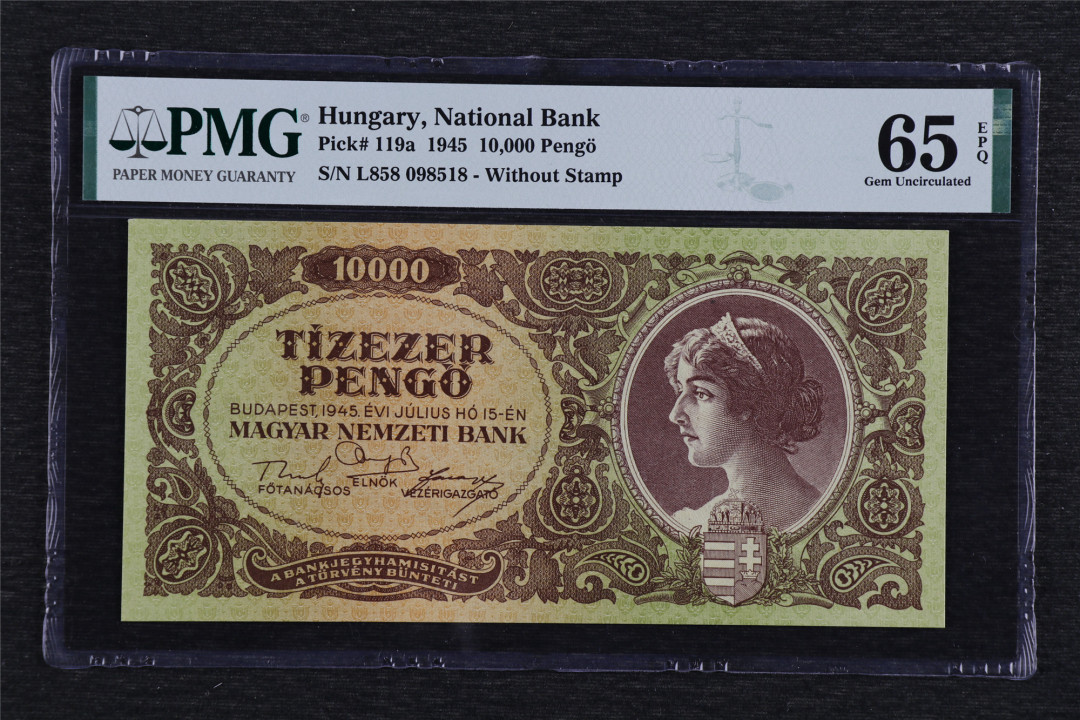 PMG®
PAPER MONEY GUARANTY
Hungary, National Bank
Pick# 119a 1945 10,000 Pengö
S/N L858 098518 - Without Stamp
65
EPQ
Gem Uncirculated
10000
TÍZEZER
PENGŐ
BUDAPEST, 1945. ÉVI JÚLIUS HÓ 15-ÉN
MAGYAR NEMZETI BANK
FŐTANÁCSOS
ELNÖK
VEZÉRIGAZGATÓ
A BANKJEGYHAMISITÁST
A TÖRVÉNY BÜNTETI